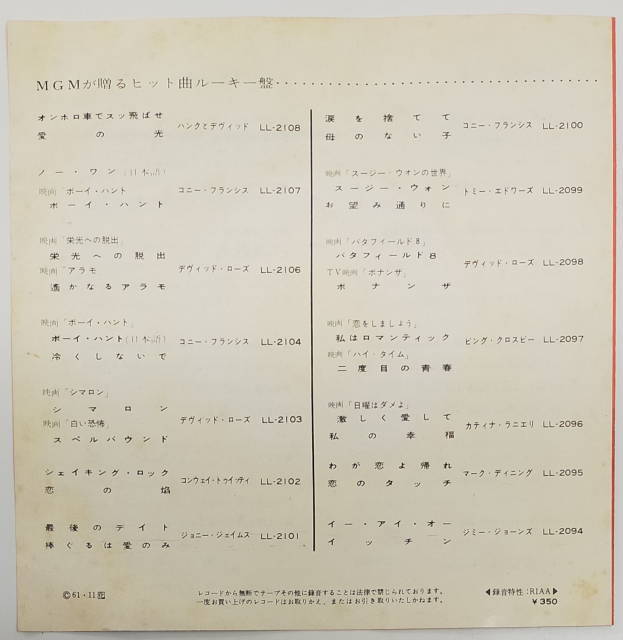 MGMが贈るヒット曲ルーキー盤
オンボロ車でスッ飛ばせ
愛の光
ハンクとデヴィッド LL-2108
ノー・ワン(日本語)
映画「ボーイ・ハント」
ボーイ・ハント
コニー・フランシス LL-2107
映画「栄光への脱出」
栄光への脱出
映画「アラモ」
遙かなるアラモ
デヴィッド・ローズ LL-2106
映画「ボーイ・ハント」
ボーイ・ハント(日本語)
冷くしないで
コニー・フランシス LL-2104
映画「シマロン」
シマロン
映画「白い恐怖」
スペルバウンド
デヴィッド・ローズ LL-2103
シェイキング・ロック
恋の焰
コンウェイ・トゥイッティ LL-2102
最後のデイト
捧ぐるは愛のみ
ジョニー・ジェイムス LL-2101
涙を捨てて
母のない子
コニー・フランシス LL-2100
映画「スージー・ウォンの世界」
スージー・ウォン
お望み通りに
トミー・エドワーズ LL-2099
映画「バタフィールド8」
バタフィールド8
TV映画「ボナンザ」
ボナンザ
デヴィッド・ローズ LL-2098
映画「恋をしましょう」
私はロマンティック
映画「ハイ・タイム」
二度目の青春
ビング・クロスビー LL-2097
映画「日曜はダメよ」
激しく愛して
私の幸福
カティナ・ラニエリ LL-2096
わが恋よ帰れ
恋のタッチ
マーク・ディニング LL-2095
イー・アイ・オー
イッチン
ジミー・ジョーンズ LL-2094
Ⓒ61・11
レコードから無断でテープその他に録音することは法律で禁じられております。
一度お買い上げのレコードはお取りかえ、またはお引き取りいたしかねます。
◀録音特性:RIAA▶
¥350